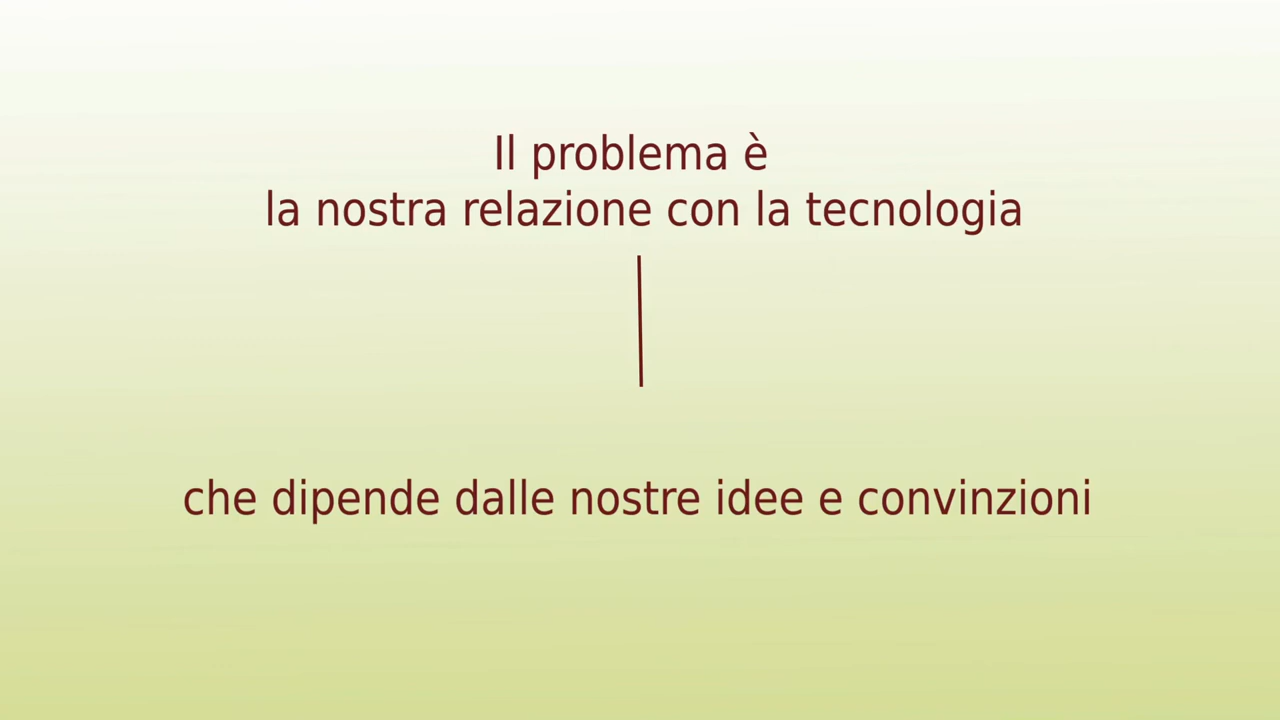 Il problema è
la nostra relazione con la tecnologia
che dipende dalle nostre idee e convinzioni